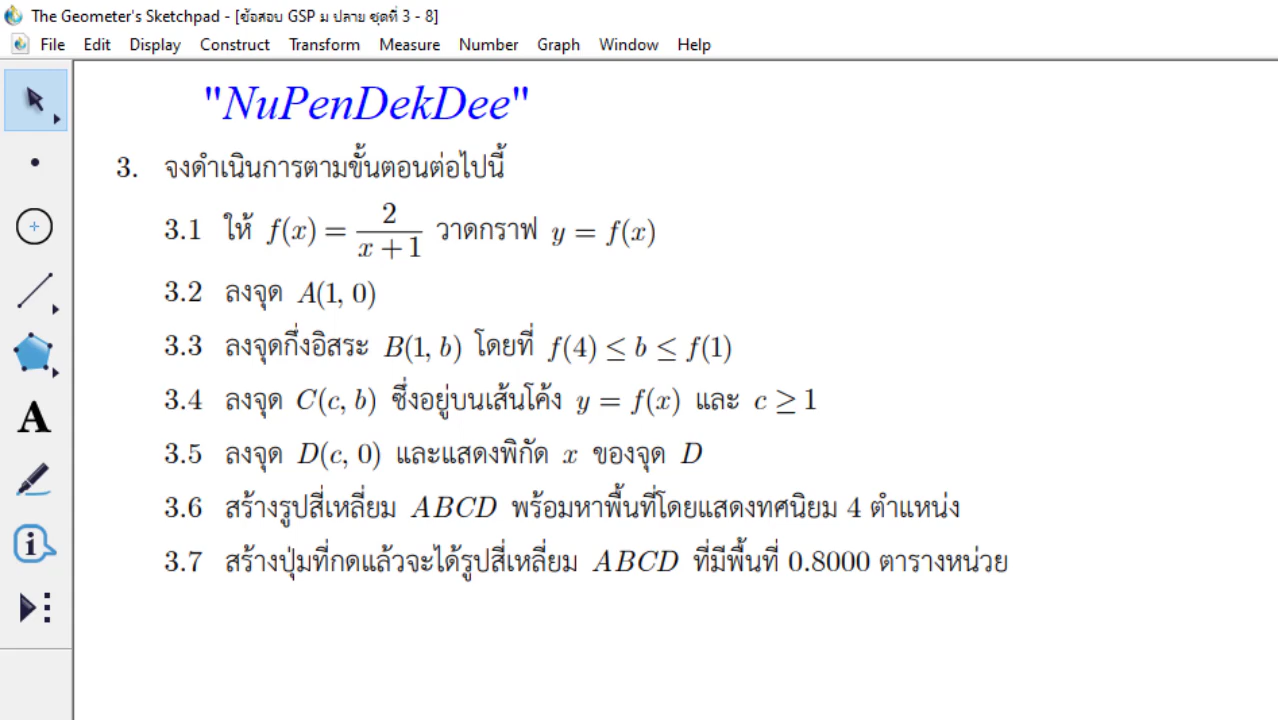 The Geometer's Sketchpad - [ข้อสอบ GSP ม ปลาย ชุดที่ 3 - 8]
File Edit Display Construct Transform Measure Number Graph Window Help
"NuPenDekDee"
3. จงดำเนินการตามขั้นตอนต่อไปนี้
3.1 ให้ f(x) = 2/(x+1) วาดกราฟ y = f(x)
3.2 ลงจุด A(1, 0)
3.3 ลงจุดกึ่งอิสระ B(1, b) โดยที่ f(4) ≤ b ≤ f(1)
3.4 ลงจุด C(c, b) ซึ่งอยู่บนเส้นโค้ง y = f(x) และ c ≥ 1
3.5 ลงจุด D(c, 0) และแสดงพิกัด x ของจุด D
3.6 สร้างรูปสี่เหลี่ยม ABCD พร้อมหาพื้นที่โดยแสดงทศนิยม 4 ตำแหน่ง
3.7 สร้างปุ่มที่กดแล้วจะได้รูปสี่เหลี่ยม ABCD ที่มีพื้นที่ 0.8000 ตารางหน่วย
A